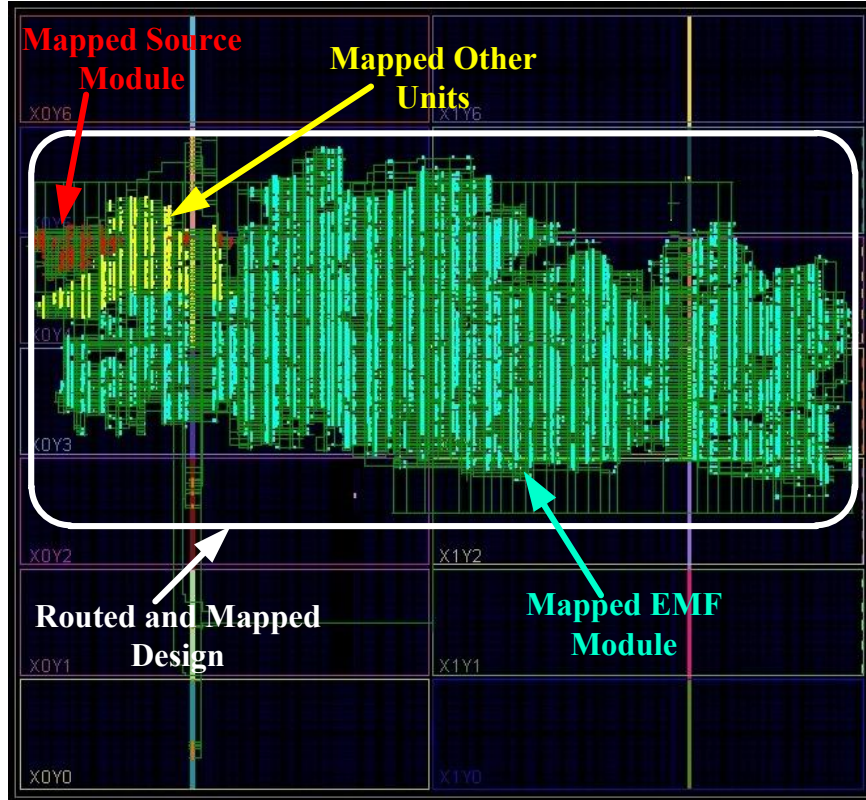 Mapped Source
Module
Mapped Other
Units
X0Y6
X1Y6
X0Y4
X0Y3
X0Y2
X1Y2
Routed and Mapped
Design
Mapped EMF
Module
X0Y1
X1Y1
X0Y0
X1Y0